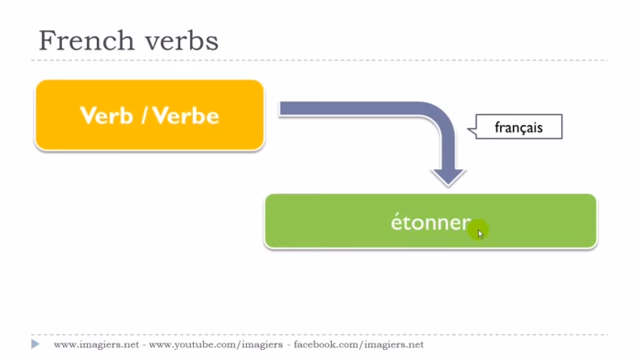 French verbs
Verb / Verbe
français
étonner
www.imagiers.net - www.youtube.com/imagiers - facebook.com/imagiers.net